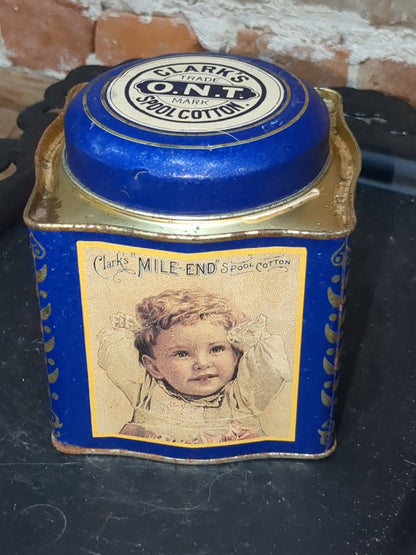 CLARK'S
TRADE
O.N.T.
MARK
SPOOL COTTON.
Clark's "MILE-END" SPOOL COTTON